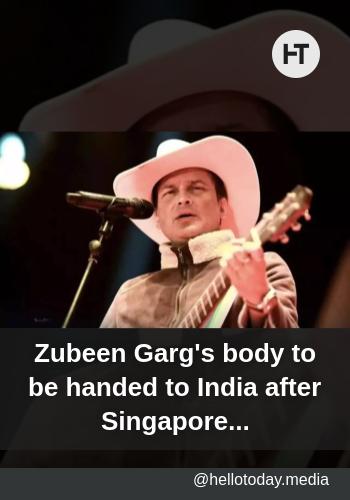 HT
Zubeen Garg's body to
be handed to India after
Singapore...
@hellotoday.media